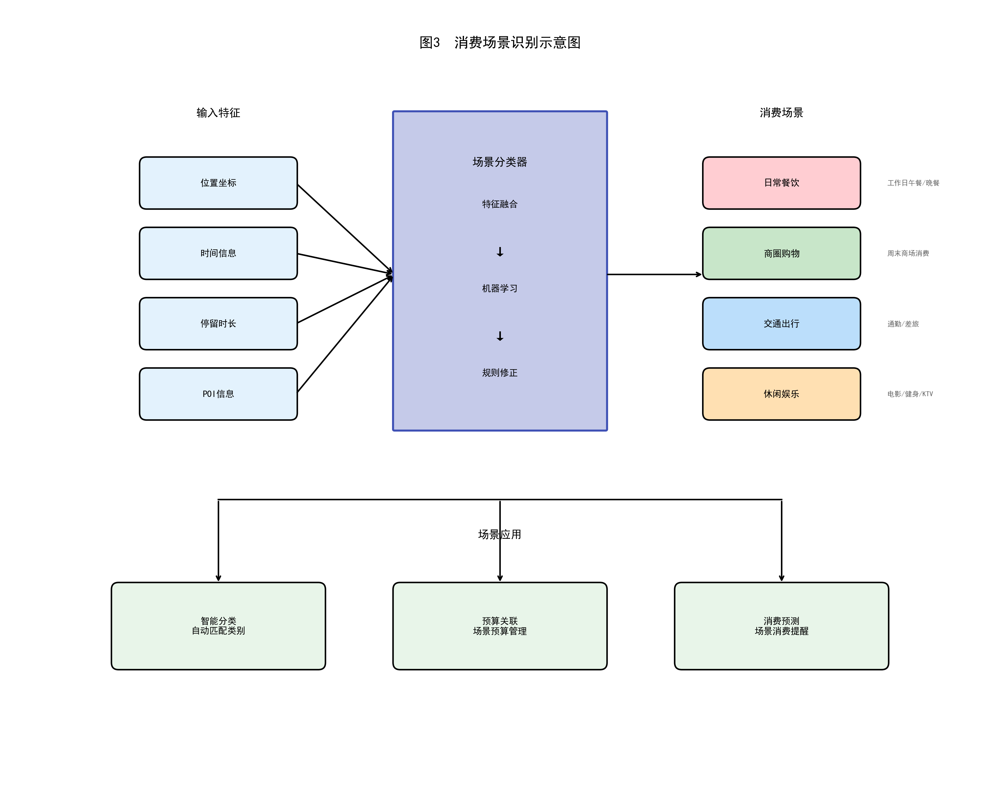 图3  消费场景识别示意图
输入特征
位置坐标
时间信息
停留时长
POI信息
场景分类器
特征融合
↓
机器学习
↓
规则修正
消费场景
日常餐饮
工作日午餐/晚餐
商圈购物
周末商场消费
交通出行
通勤/差旅
休闲娱乐
电影/健身/KTV
场景应用
智能分类
自动匹配类别
预算关联
场景预算管理
消费预测
场景消费提醒